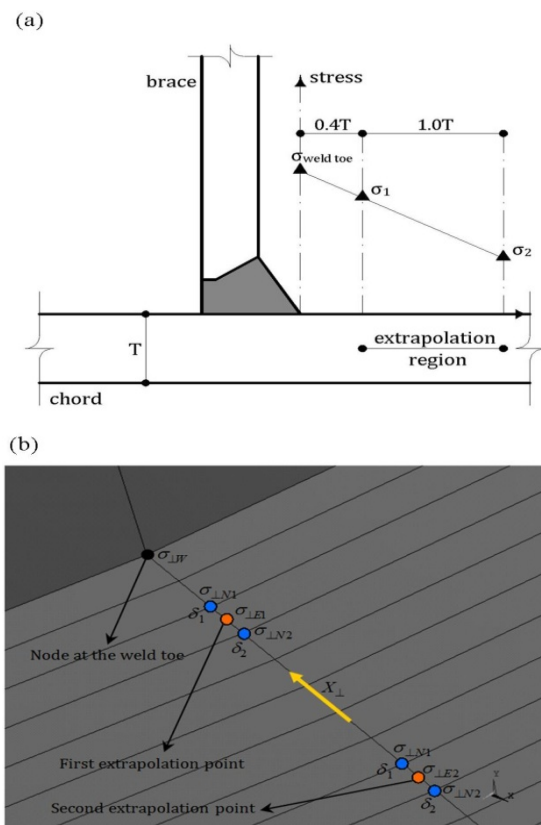 (a)
brace
stress
0.4T
1.0T
σweld toe
σ1
σ2
T
extrapolation
region
chord
(b)
σ⊥W
σ⊥N1
δ1
σ⊥E1
σ⊥N2
δ2
Node at the weld toe
X⊥
First extrapolation point
σ⊥N1
δ1
σ⊥E2
Second extrapolation point
δ2
σ⊥N2
Y
X